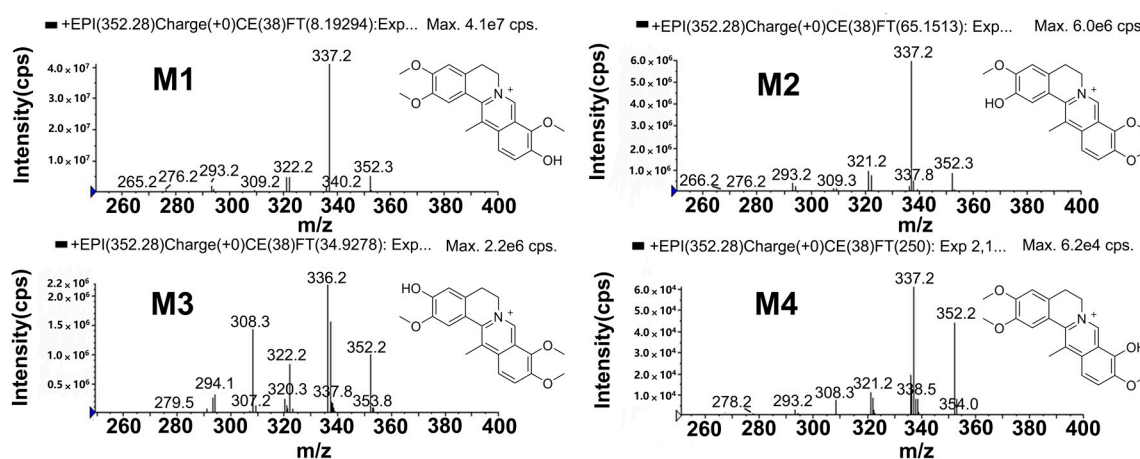 +EPI(352.28)Charge(+0)CE(38)FT(8.19294):Exp... Max. 4.1e7 cps.
Intensity(cps)
M1
4.0×10⁷
3.0×10⁷
2.0×10⁷
1.0×10⁷
337.2
265.2 276.2 293.2 309.2 322.2 340.2 352.3
260 280 300 320 340 360 380 400
m/z
O
O
N +
O
OH
+EPI(352.28)Charge(+0)CE(38)FT(65.1513): Exp... Max. 6.0e6 cps
Intensity(cps)
M2
6.0×10⁶
5.0×10⁶
4.0×10⁶
3.0×10⁶
2.0×10⁶
1.0×10⁶
337.2
266.2 276.2 293.2 309.3 321.2 337.8 352.3
260 280 300 320 340 360 380 400
m/z
O
HO
N +
O
O
+EPI(352.28)Charge(+0)CE(38)FT(34.9278): Exp... Max. 2.2e6 cps.
Intensity(cps)
M3
2.2×10⁶
2.0×10⁶
1.5×10⁶
1.0×10⁶
0.5×10⁶
336.2
279.5 294.1 308.3 307.2 322.2 320.3 337.8 352.2 353.8
260 280 300 320 340 360 380 400
m/z
HO
O
N +
O
O
+EPI(352.28)Charge(+0)CE(38)FT(250): Exp 2,1... Max. 6.2e4 cps.
Intensity(cps)
M4
6.0×10⁴
5.0×10⁴
4.0×10⁴
3.0×10⁴
2.0×10⁴
1.0×10⁴
337.2
278.2 293.2 308.3 321.2 338.5 352.2 354.0
260 280 300 320 340 360 380 400
m/z
O
O
N +
OH
O